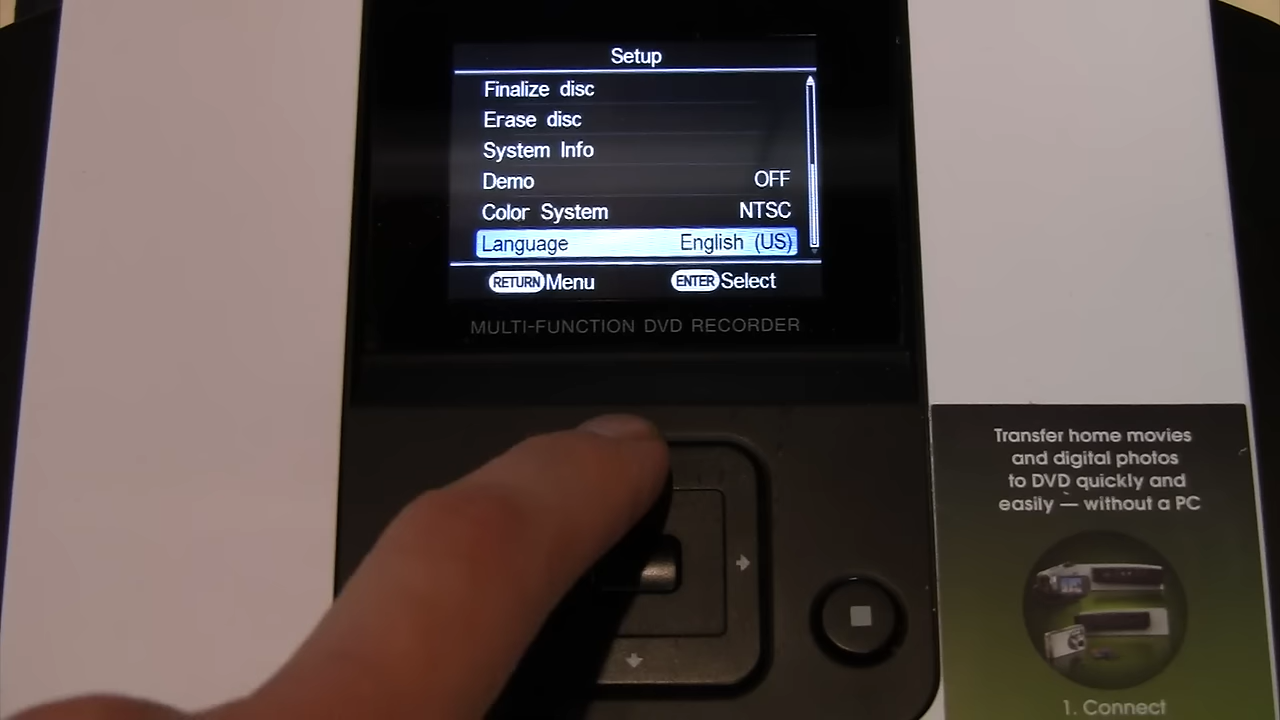 Setup
Finalize disc
Erase disc
System Info
Demo OFF
Color System NTSC
Language English (US)
RETURN Menu ENTER Select
MULTI-FUNCTION DVD RECORDER
Transfer home movies
and digital photos
to DVD quickly and
easily — without a PC
1. Connect